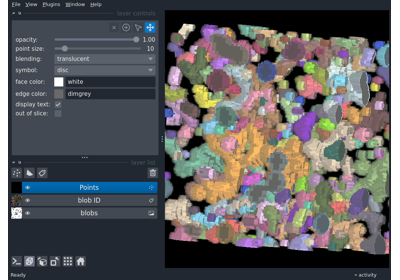 File View Plugins Window Help
layer controls
opacity: 1.00
point size: 10
blending: translucent
symbol: disc
face color: white
edge color: dimgrey
display text:
out of slice:
layer list
Points
blob ID
blobs
Ready
activity